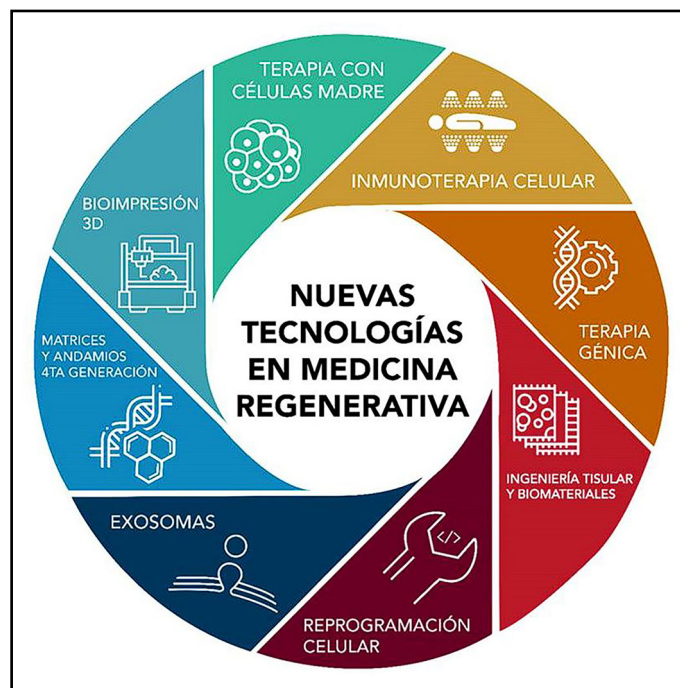 TERAPIA CON
CÉLULAS MADRE
INMUNOTERAPIA CELULAR
TERAPIA
GÉNICA
INGENIERÍA TISULAR
Y BIOMATERIALES
REPROGRAMACIÓN
CELULAR
</>
EXOSOMAS
MATRICES
Y ANDAMIOS
4TA GENERACIÓN
BIOIMPRESIÓN
3D
NUEVAS
TECNOLOGÍAS
EN MEDICINA
REGENERATIVA